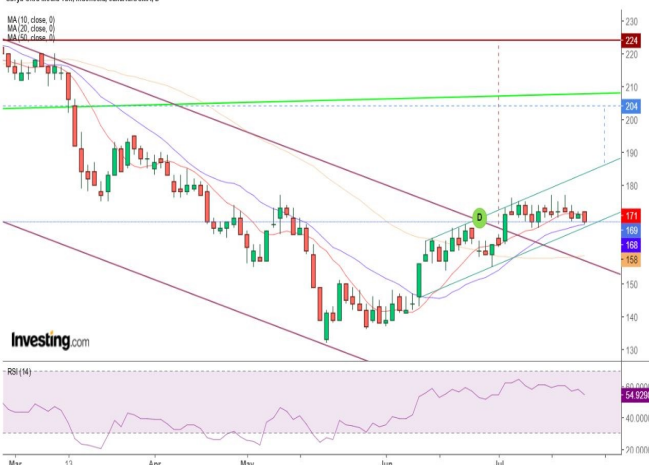 MA (10, close, 0)
MA (20, close, 0)
MA (50, close, 0)
230
224
210
204
200
190
180
171
169
168
158
150
140
130
D
Investing.com
RSI (14)
60.0000
54.929
40.0000
20.0000
Mar
13
Apr
May
Jun
Jul